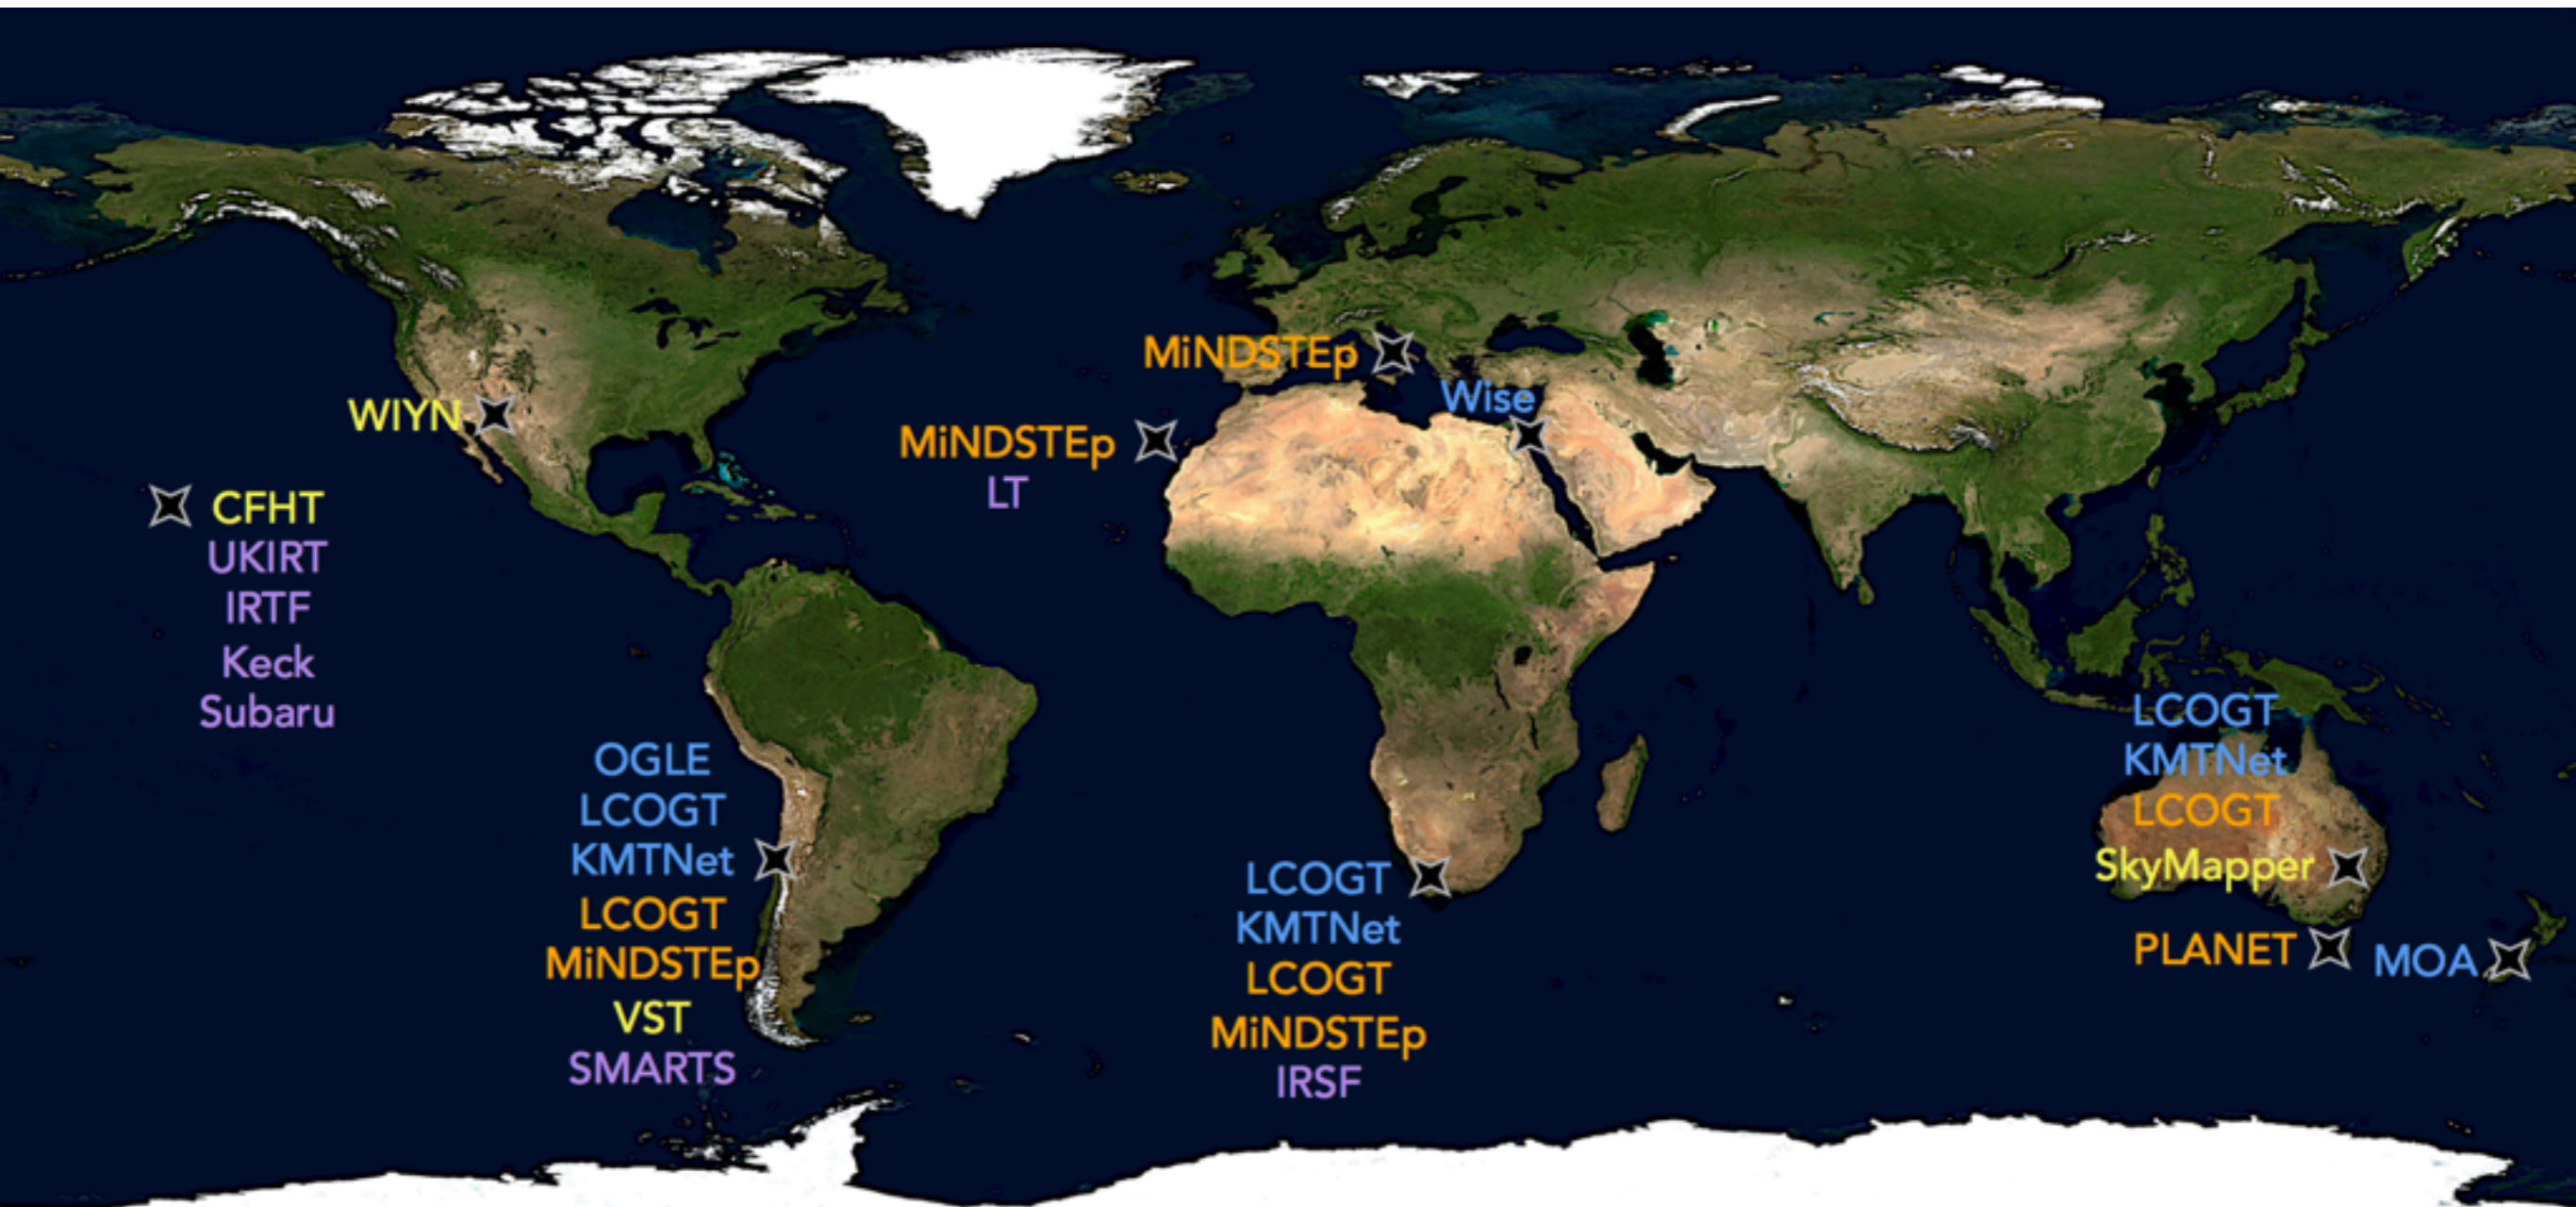 WIYN
CFHT
UKIRT
IRTF
Keck
Subaru
OGLE
LCOGT
KMTNet
LCOGT
MiNDSTEp
VST
SMARTS
MiNDSTEp
Wise
MiNDSTEp
LT
LCOGT
KMTNet
LCOGT
MiNDSTEp
IRSF
LCOGT
KMTNet
LCOGT
SkyMapper
PLANET
MOA